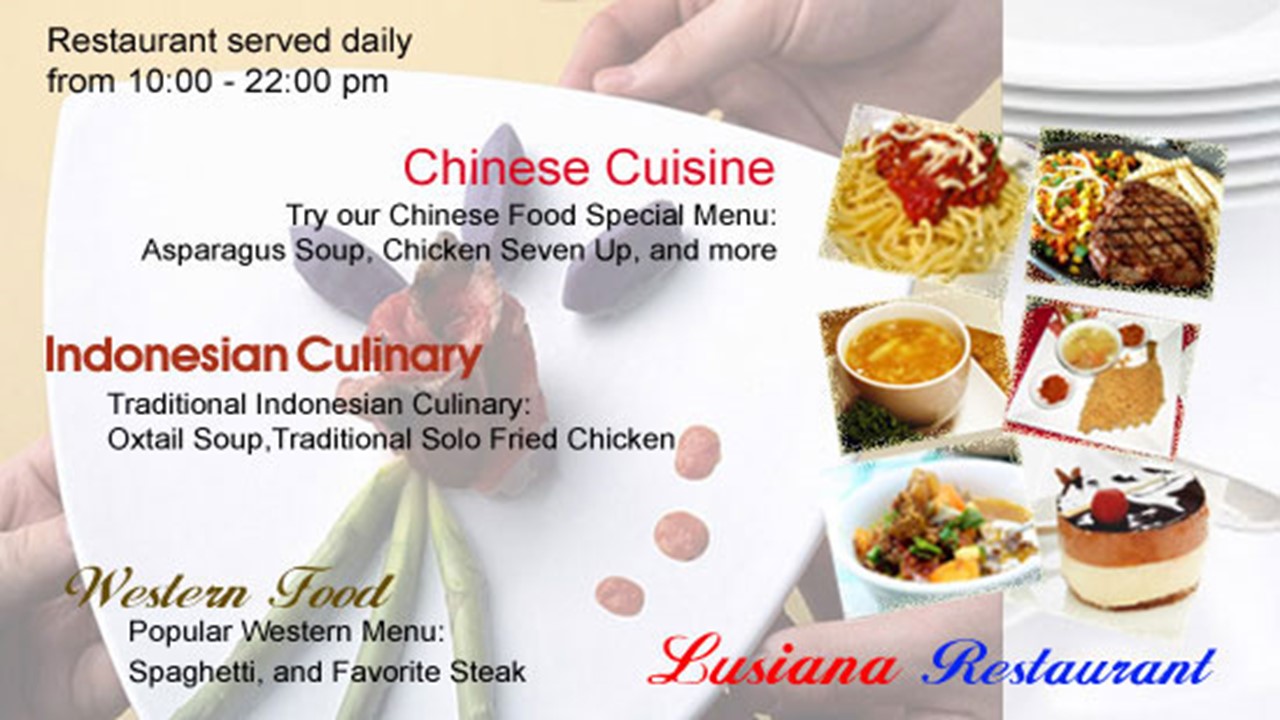 Restaurant served daily
from 10:00 - 22:00 pm
Chinese Cuisine
Try our Chinese Food Special Menu:
Asparagus Soup, Chicken Seven Up, and more
Indonesian Culinary
Traditional Indonesian Culinary:
Oxtail Soup,Traditional Solo Fried Chicken
Western Food
Popular Western Menu:
Spaghetti, and Favorite Steak
Lusiana Restaurant